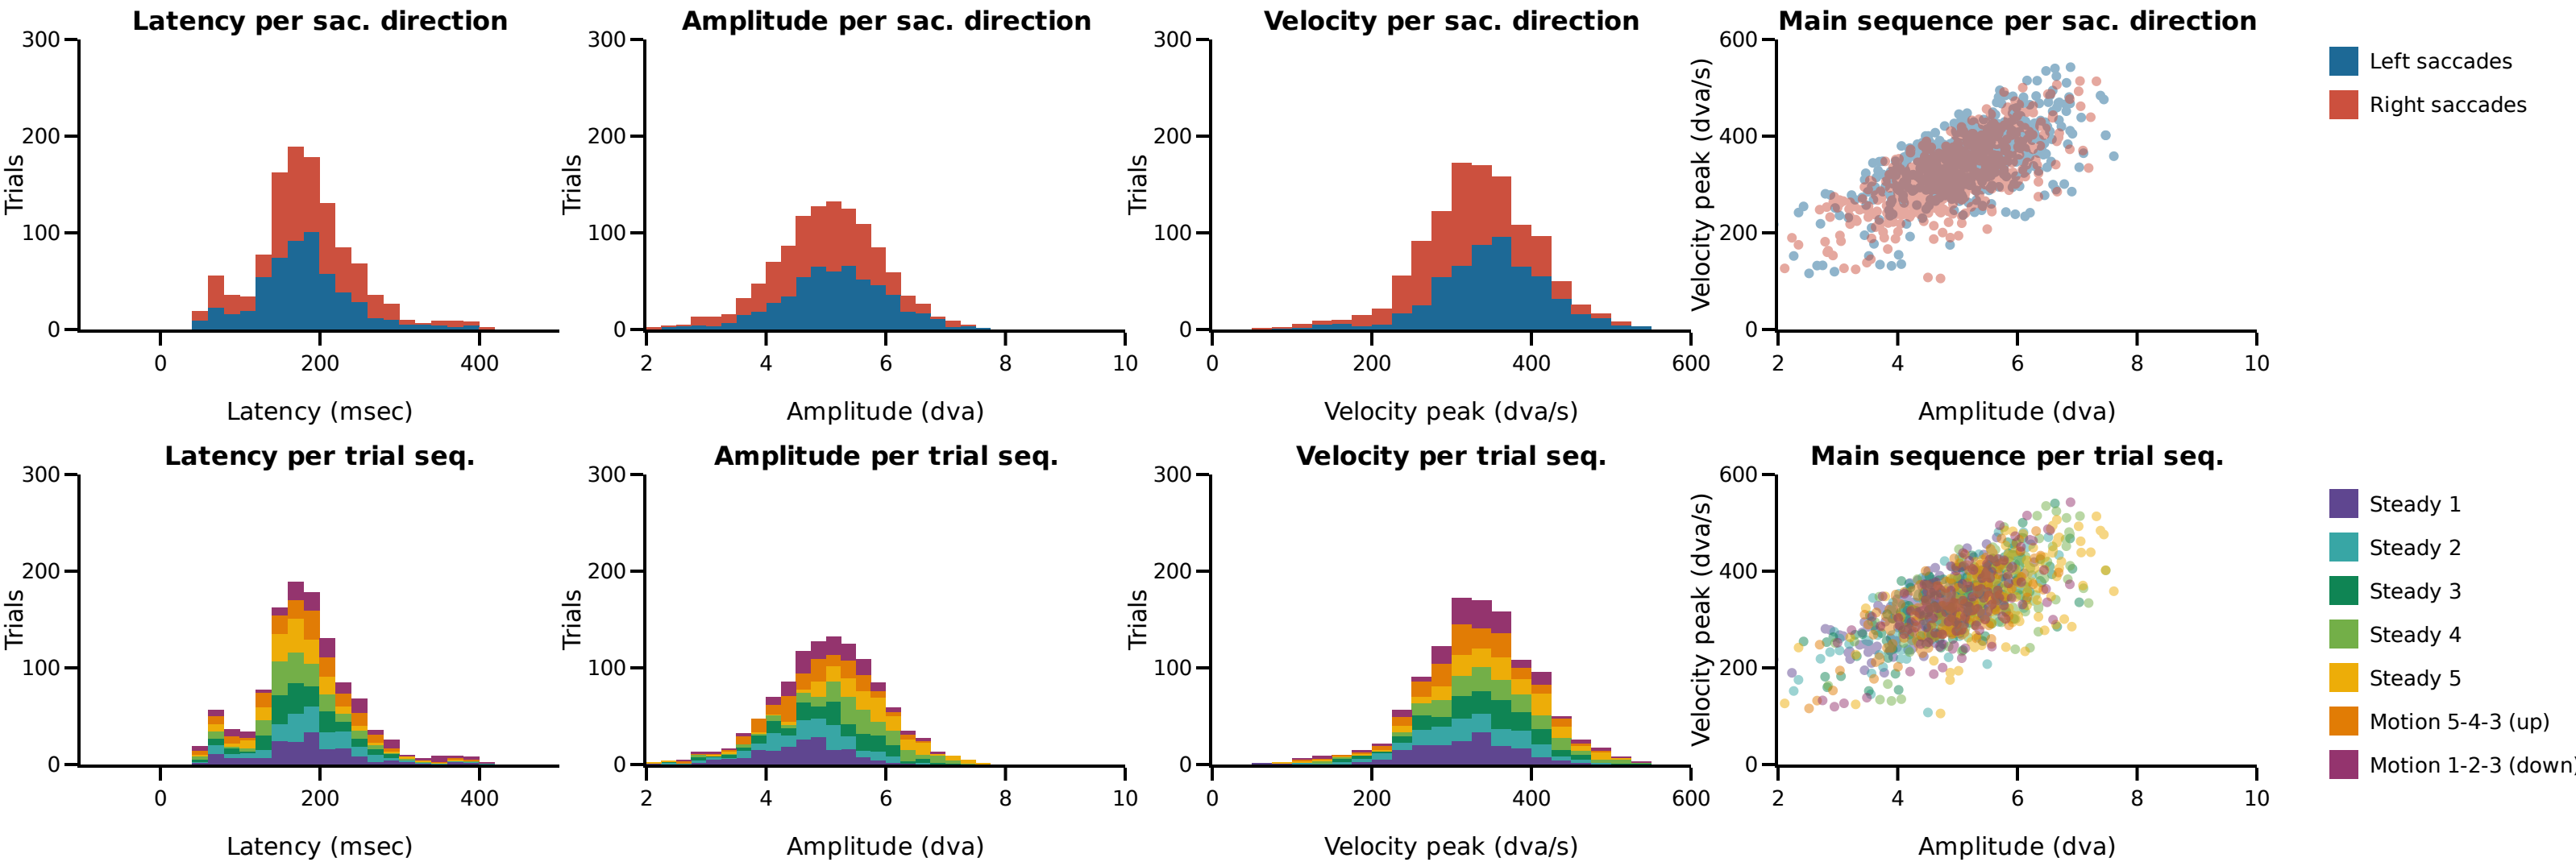 Latency per sac. direction
300
200
100
0
Trials
0 200 400
Latency (msec)
Amplitude per sac. direction
300
200
100
0
Trials
2 4 6 8 10
Amplitude (dva)
Velocity per sac. direction
300
200
100
0
Trials
0 200 400 600
Velocity peak (dva/s)
Main sequence per sac. direction
600
400
200
0
Velocity peak (dva/s)
2 4 6 8 10
Amplitude (dva)
Left saccades
Right saccades
Latency per trial seq.
300
200
100
0
Trials
0 200 400
Latency (msec)
Amplitude per trial seq.
300
200
100
0
Trials
2 4 6 8 10
Amplitude (dva)
Velocity per trial seq.
300
200
100
0
Trials
0 200 400 600
Velocity peak (dva/s)
Main sequence per trial seq.
600
400
200
0
Velocity peak (dva/s)
2 4 6 8 10
Amplitude (dva)
Steady 1
Steady 2
Steady 3
Steady 4
Steady 5
Motion 5-4-3 (up)
Motion 1-2-3 (down)